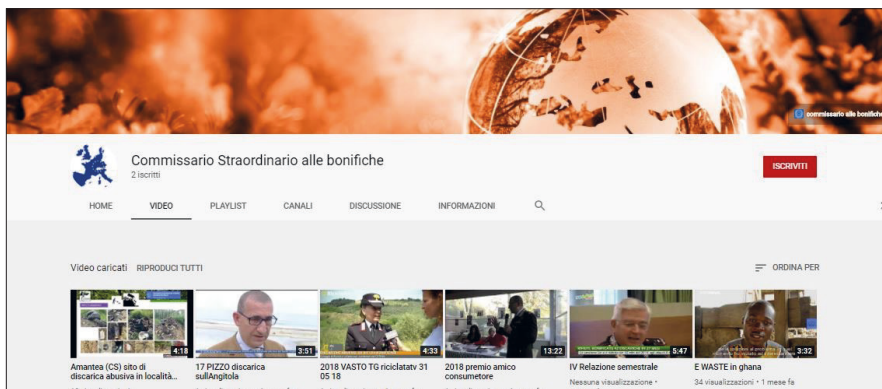 commissario alle bonifiche
Commissario Straordinario alle bonifiche
2 iscritti
ISCRIVITI
HOME VIDEO PLAYLIST CANALI DISCUSSIONE INFORMAZIONI
Video caricati RIPRODUCI TUTTI ORDINA PER
4:18 3:51 4:33 13:22 5:47 3:32
Amantea (CS) sito di
discarica abusiva in località...
17 PIZZO discarica
sullAngitola
2018 VASTO TG riciclatatv 31
05 18
2018 premio amico
consumetore
IV Relazione semestrale
Nessuna visualizzazione •
E WASTE in ghana
34 visualizzazioni • 1 mese fa